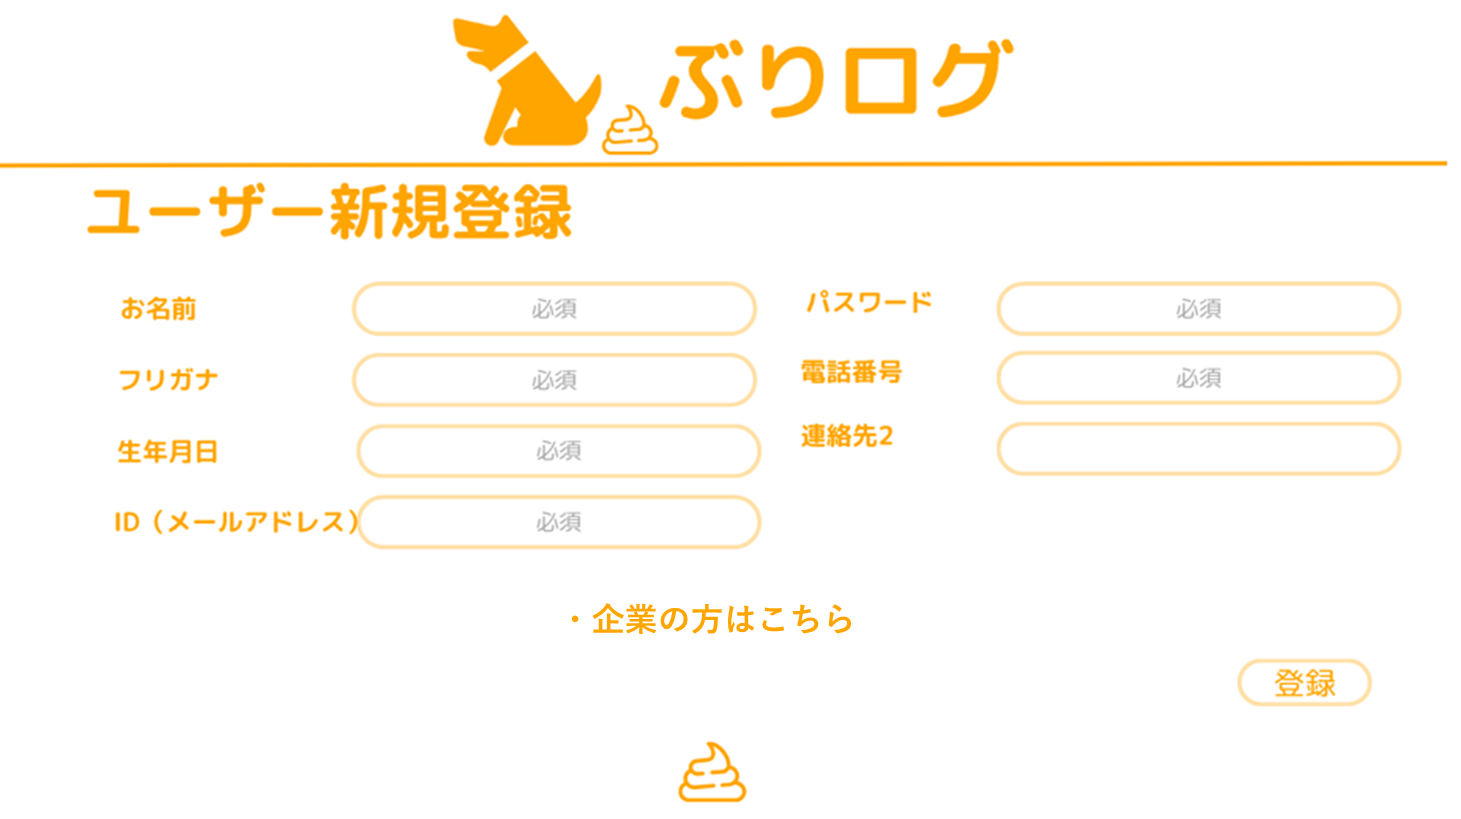 ぶりログ
ユーザー新規登録
お名前 必須
フリガナ 必須
生年月日 必須
ID（メールアドレス） 必須
パスワード 必須
電話番号 必須
連絡先2
・企業の方はこちら
登録